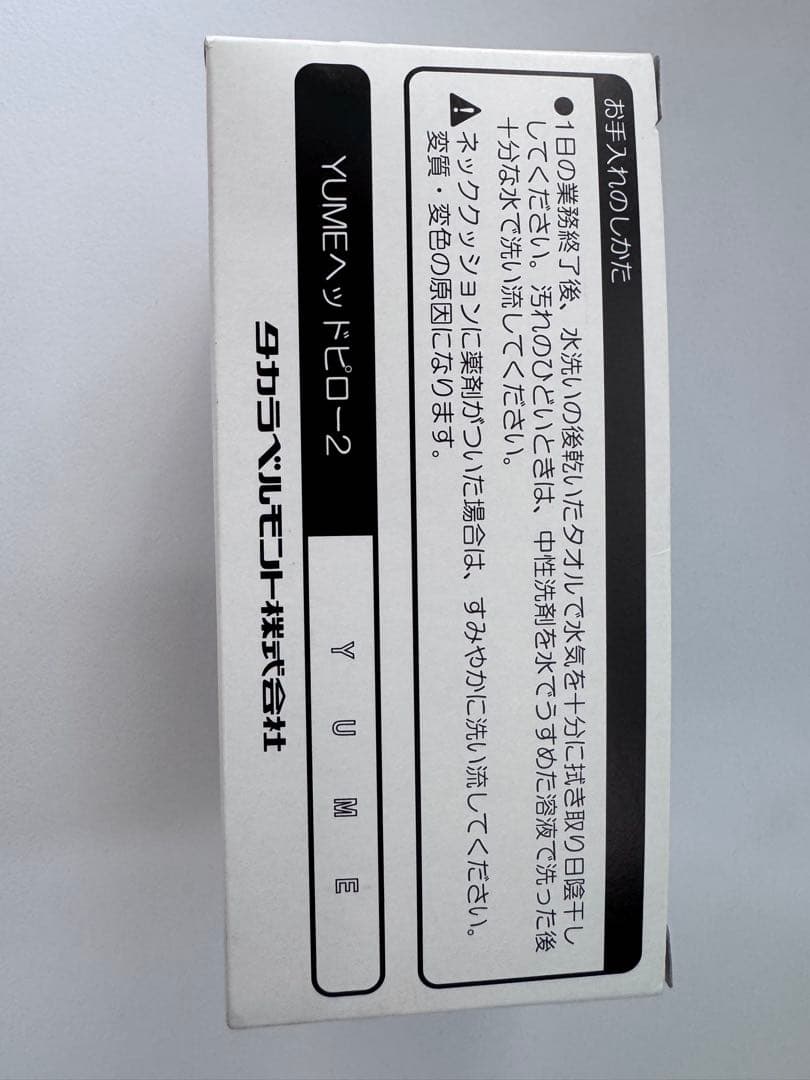 お手入れのしかた
●1日の業務終了後、水洗いの後乾いたタオルで水気を十分に拭き取り日陰干し
してください。汚れのひどいときは、中性洗剤を水でうすめた溶液で洗った後
十分な水で洗い流してください。
⚠ネッククッションに薬剤がついた場合は、すみやかに洗い流してください。
変質・変色の原因になります。
YUMEヘッドピロー2
YUME
タカラベルモント株式会社